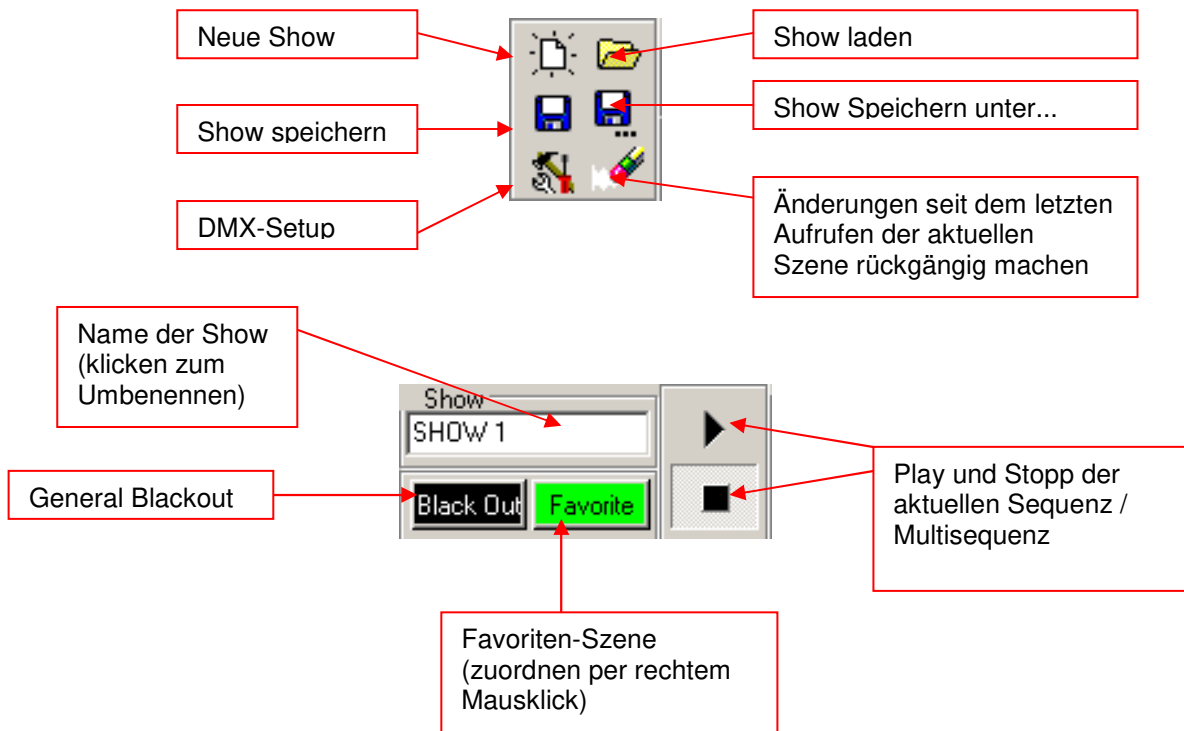 Neue Show
Show laden
Show speichern
Show Speichern unter...
DMX-Setup
Änderungen seit dem letzten
Aufrufen der aktuellen
Szene rückgängig machen
Name der Show
(klicken zum
Umbenennen)
Show
SHOW 1
General Blackout
Black Out
Favorite
Play und Stopp der
aktuellen Sequenz /
Multisequenz
Favoriten-Szene
(zuordnen per rechtem
Mausklick)